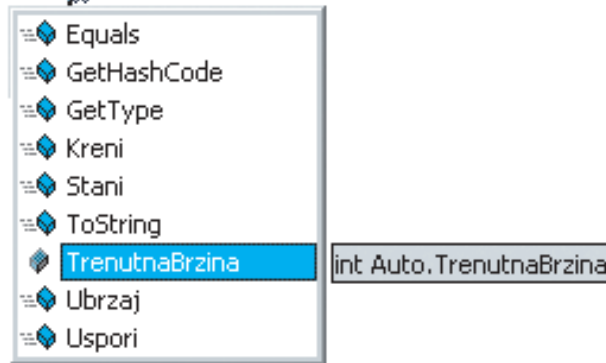 Equals
GetHashCode
GetType
Kreni
Stani
ToString
TrenutnaBrzina int Auto.TrenutnaBrzina
Ubrzaj
Uspori